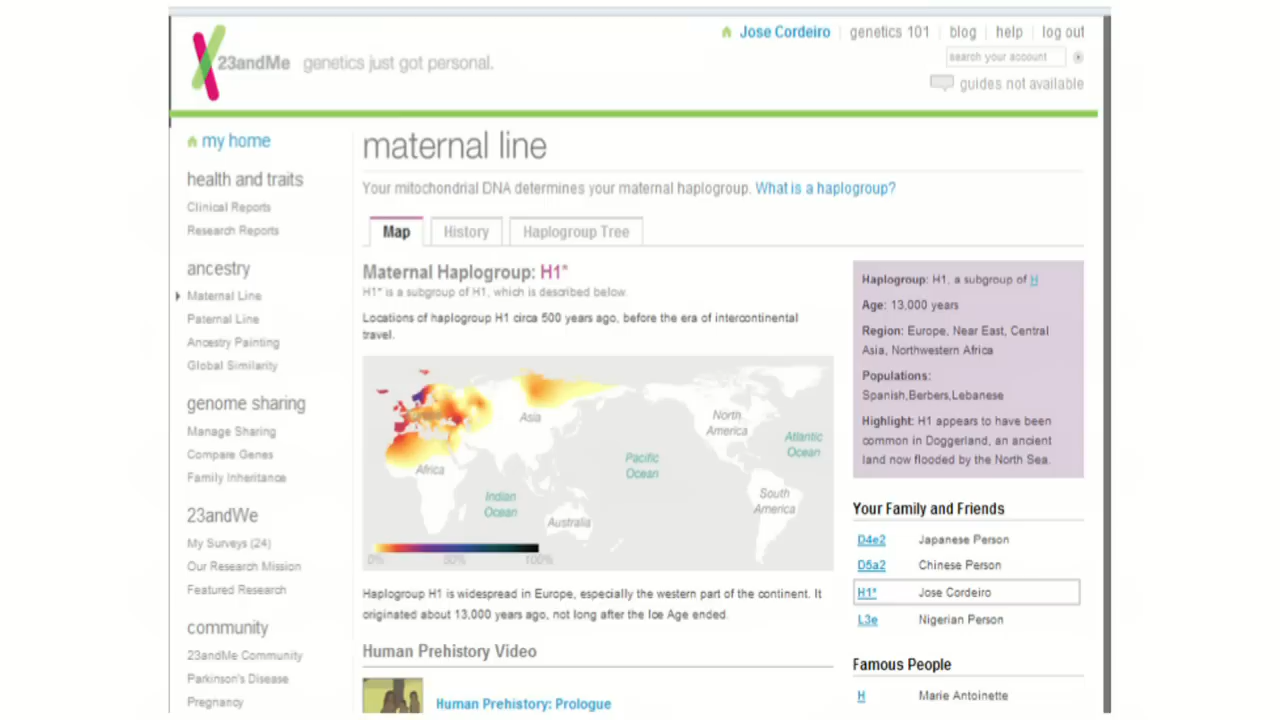 Jose Cordeiro
genetics 101
blog
help
log out
23andMe
genetics just got personal.
search your account
guides not available
my home
health and traits
Clinical Reports
Research Reports
ancestry
Maternal Line
Paternal Line
Ancestry Painting
Global Similarity
genome sharing
Manage Sharing
Compare Genes
Family Inheritance
23andWe
My Surveys (24)
Our Research Mission
Featured Research
community
23andMe Community
Parkinson's Disease
Pregnancy
maternal line
Your mitochondrial DNA determines your maternal haplogroup. What is a haplogroup?
Map
History
Haplogroup Tree
Maternal Haplogroup: H1*
H1* is a subgroup of H1, which is described below.
Locations of haplogroup H1 circa 500 years ago, before the era of intercontinental
travel.
Asia
Africa
Indian
Ocean
Australia
Pacific
Ocean
North
America
Atlantic
Ocean
South
America
0%
50%
100%
Haplogroup H1 is widespread in Europe, especially the western part of the continent. It
originated about 13,000 years ago, not long after the Ice Age ended.
Human Prehistory Video
Human Prehistory: Prologue
Haplogroup: H1, a subgroup of H
Age: 13,000 years
Region: Europe, Near East, Central
Asia, Northwestern Africa
Populations:
Spanish,Berbers,Lebanese
Highlight: H1 appears to have been
common in Doggerland, an ancient
land now flooded by the North Sea.
Your Family and Friends
D4e2 Japanese Person
D5a2 Chinese Person
H1* Jose Cordeiro
L3e Nigerian Person
Famous People
H Marie Antoinette